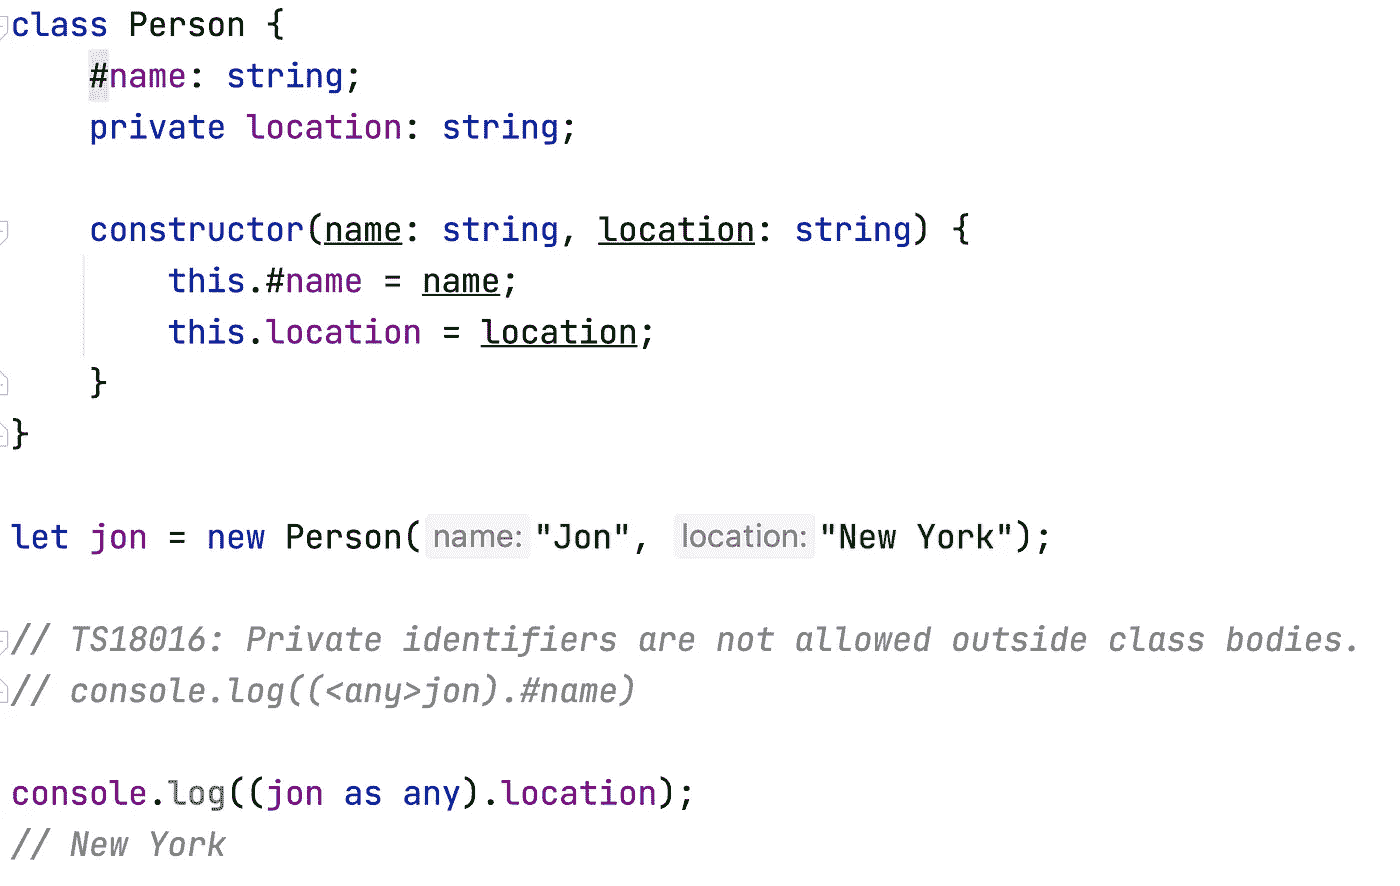 class Person {
    #name: string;
    private location: string;
    constructor(name: string, location: string) {
        this.#name = name;
        this.location = location;
    }
}
let jon = new Person( name: "Jon", location: "New York");
// TS18016: Private identifiers are not allowed outside class bodies.
// console.log((<any>jon).#name)
console.log((jon as any).location);
// New York